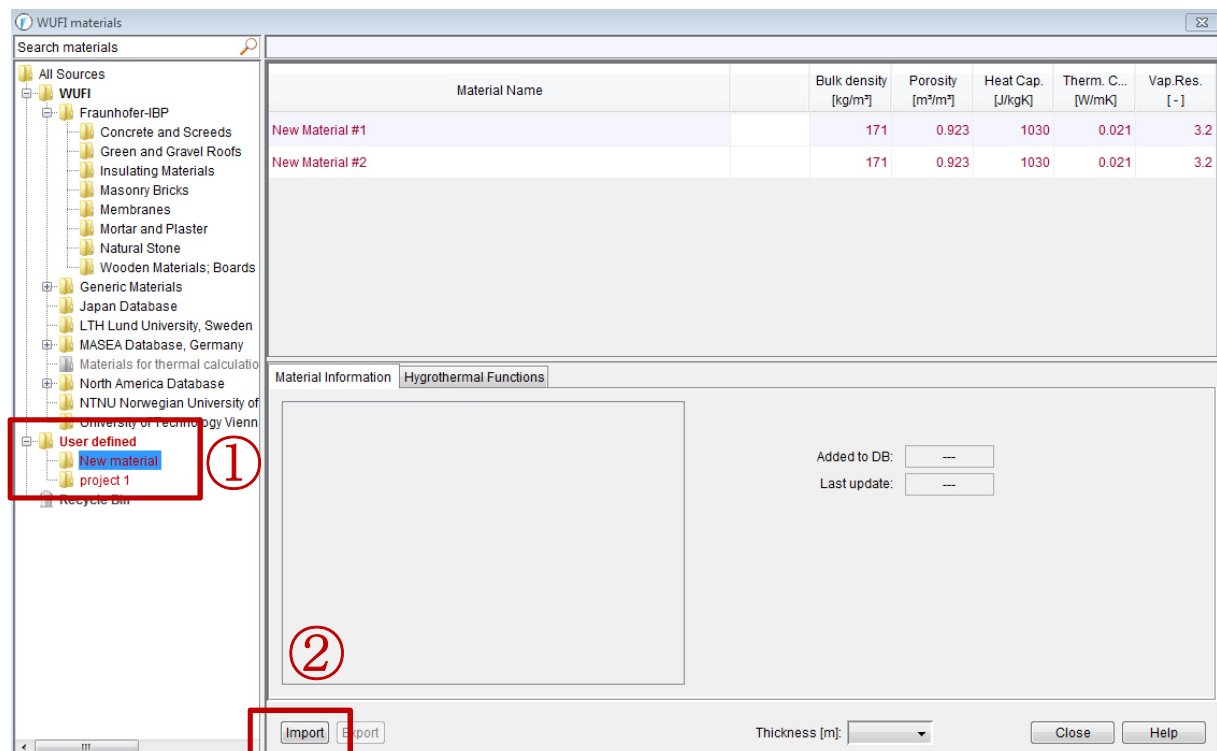 WUFI materials
Search materials
All Sources
WUFI
Fraunhofer-IBP
Concrete and Screeds
Green and Gravel Roofs
Insulating Materials
Masonry Bricks
Membranes
Mortar and Plaster
Natural Stone
Wooden Materials; Boards
Generic Materials
Japan Database
LTH Lund University, Sweden
MASEA Database, Germany
Materials for thermal calculatio
North America Database
NTNU Norwegian University of
University of Technology Vienn
User defined
New material
project 1
Recycle Bin
①
Material Name Bulk density Porosity Heat Cap. Therm. C... Vap.Res.
[kg/m³] [m³/m³] [J/kgK] [W/mK] [ - ]
New Material #1 171 0.923 1030 0.021 3.2
New Material #2 171 0.923 1030 0.021 3.2
Material Information Hygrothermal Functions
Added to DB: ---
Last update: ---
②
Import Export Thickness [m]: Close Help